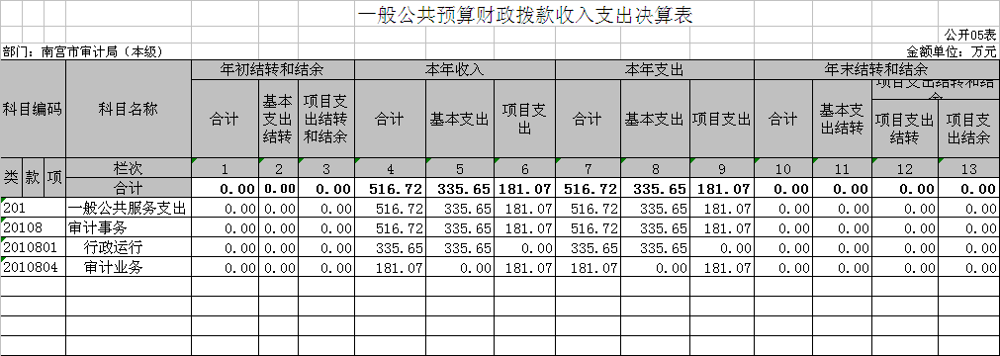 一般公共预算财政拨款收入支出决算表
公开05表
部门：南宫市审计局（本级） 金额单位：万元
科目编码 科目名称 年初结转和结余 本年收入 本年支出 年末结转和结余
合计 基本支出结转 项目支出结转和结余 合计 基本支出 项目支出 合计 基本支出 项目支出 合计 基本支出结转 项目支出结转和结余
项目支出结转 项目支出结余
类 款 项 栏次 1 2 3 4 5 6 7 8 9 10 11 12 13
合计 0.00 0.00 0.00 516.72 335.65 181.07 516.72 335.65 181.07 0.00 0.00 0.00 0.00
201 一般公共服务支出 0.00 0.00 0.00 516.72 335.65 181.07 516.72 335.65 181.07 0.00 0.00 0.00 0.00
20108 审计事务 0.00 0.00 0.00 516.72 335.65 181.07 516.72 335.65 181.07 0.00 0.00 0.00 0.00
2010801 行政运行 0.00 0.00 0.00 335.65 335.65 0.00 335.65 335.65 0.00 0.00 0.00 0.00 0.00
2010804 审计业务 0.00 0.00 0.00 181.07 0.00 181.07 181.07 0.00 181.07 0.00 0.00 0.00 0.00